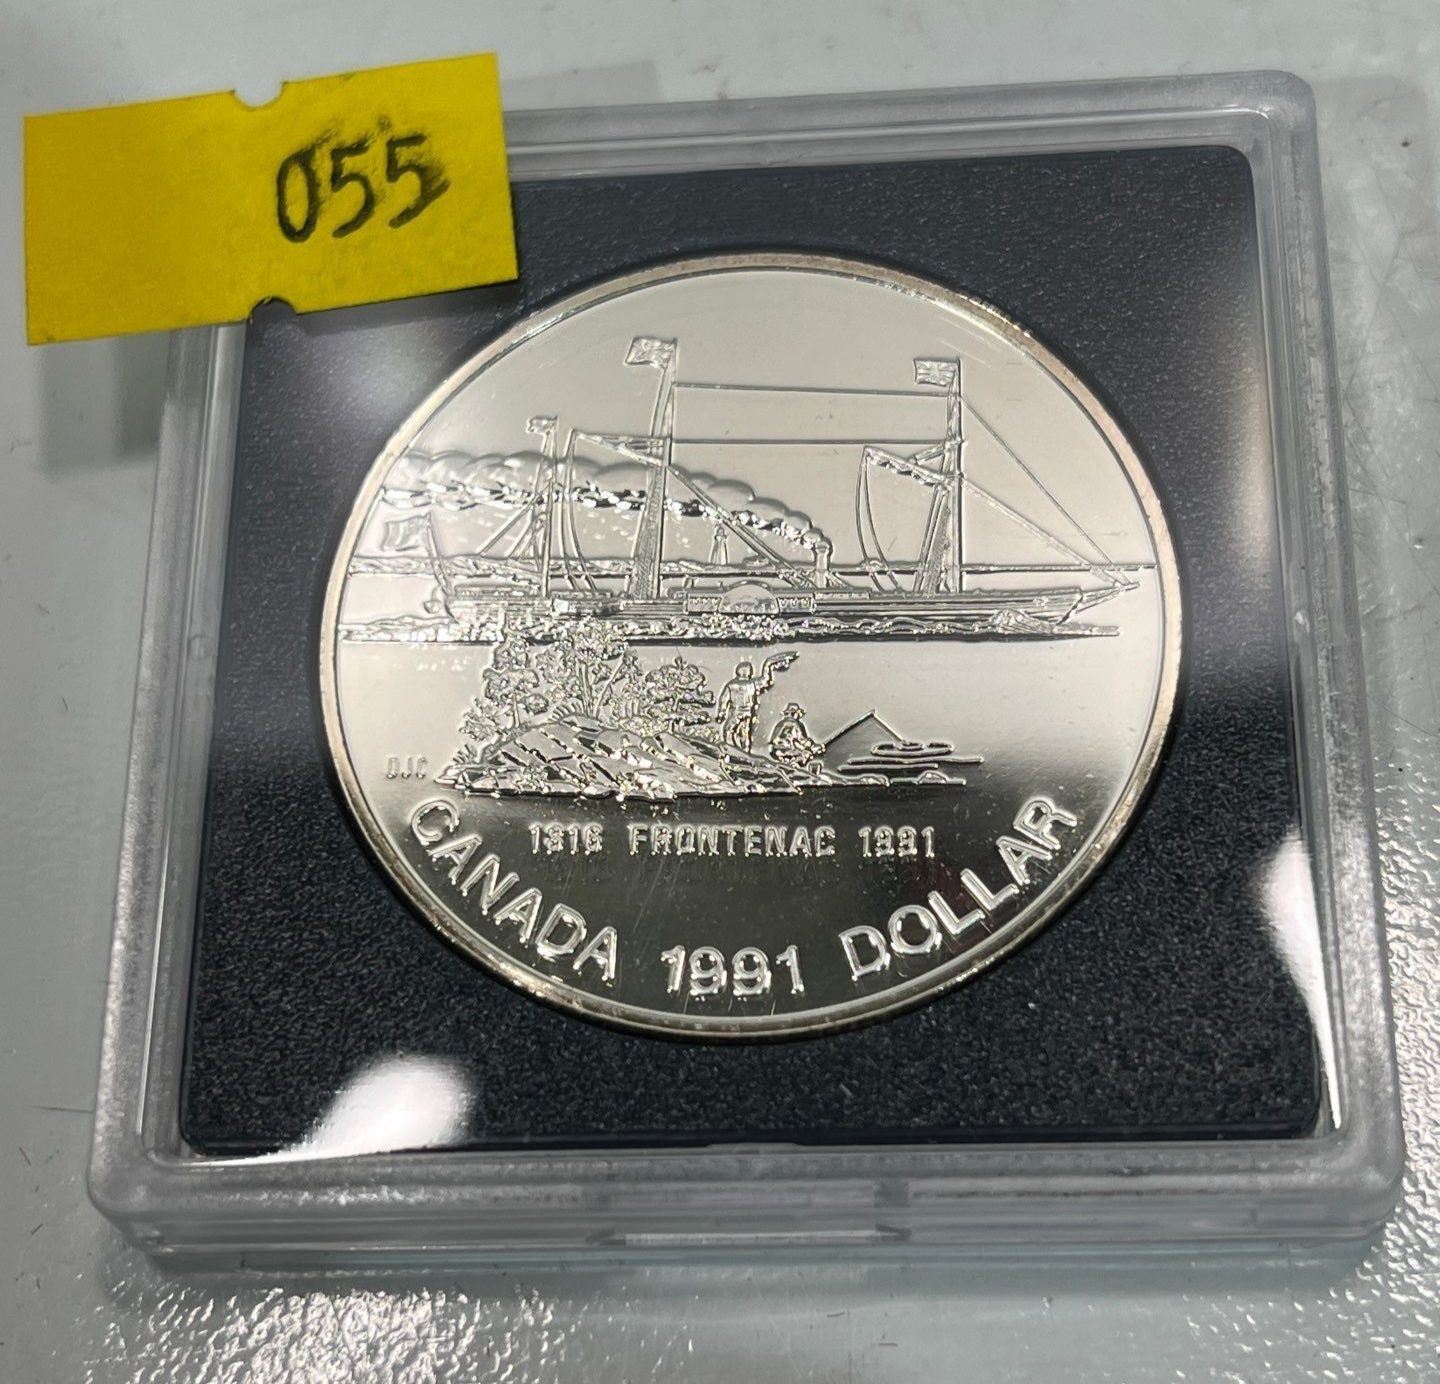 055
DJC
1816 FRONTENAC 1991
CANADA 1991 DOLLAR